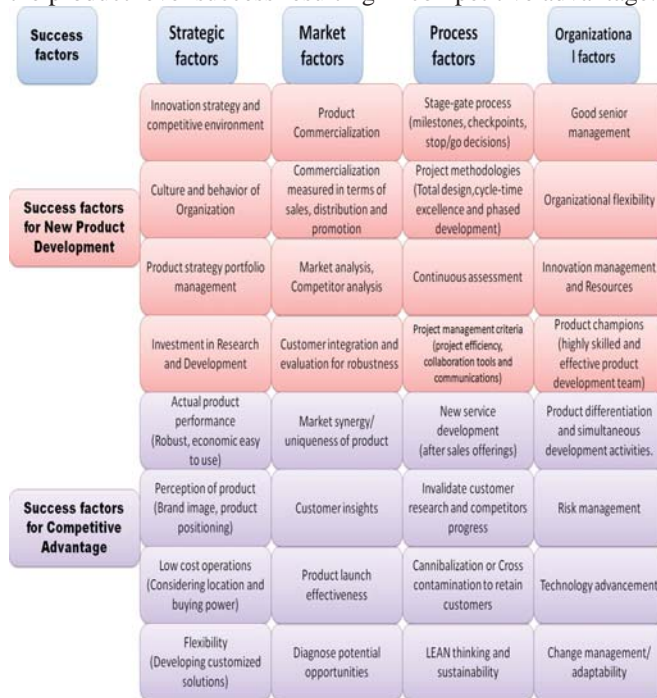 the product success resulting in competitive advantage.
Success
factors
Strategic
factors
Market
factors
Process
factors
Organizationa
l factors
Success factors
for New Product
Development
Innovation strategy and
competitive environment
Product
Commercialization
Stage-gate process
(milestones, checkpoints,
stop/go decisions)
Good senior
management
Culture and behavior of
Organization
Commercialization
measured in terms of
sales, distribution and
promotion
Project methodologies
(Total design,cycle-time
excellence and phased
development)
Organizational flexibility
Product strategy portfolio
management
Market analysis,
Competitor analysis
Continuous assessment
Innovation management
and Resources
Investment in Research
and Development
Customer integration and
evaluation for robustness
Project management criteria
(project efficiency,
collaboration tools and
communications)
Product champions
(highly skilled and
effective product
development team)
Success factors
for Competitive
Advantage
Actual product
performance
(Robust, economic easy
to use)
Market synergy/
uniqueness of product
New service
development
(after sales offerings)
Product differentiation
and simultaneous
development activities.
Perception of product
(Brand image, product
positioning)
Customer insights
Invalidate customer
research and competitors
progress
Risk management
Low cost operations
(Considering location and
buying power)
Product launch
effectiveness
Cannibalization or Cross
contamination to retain
customers
Technology advancement
Flexibility
(Developing customized
solutions)
Diagnose potential
opportunities
LEAN thinking and
sustainability
Change management/
adaptability